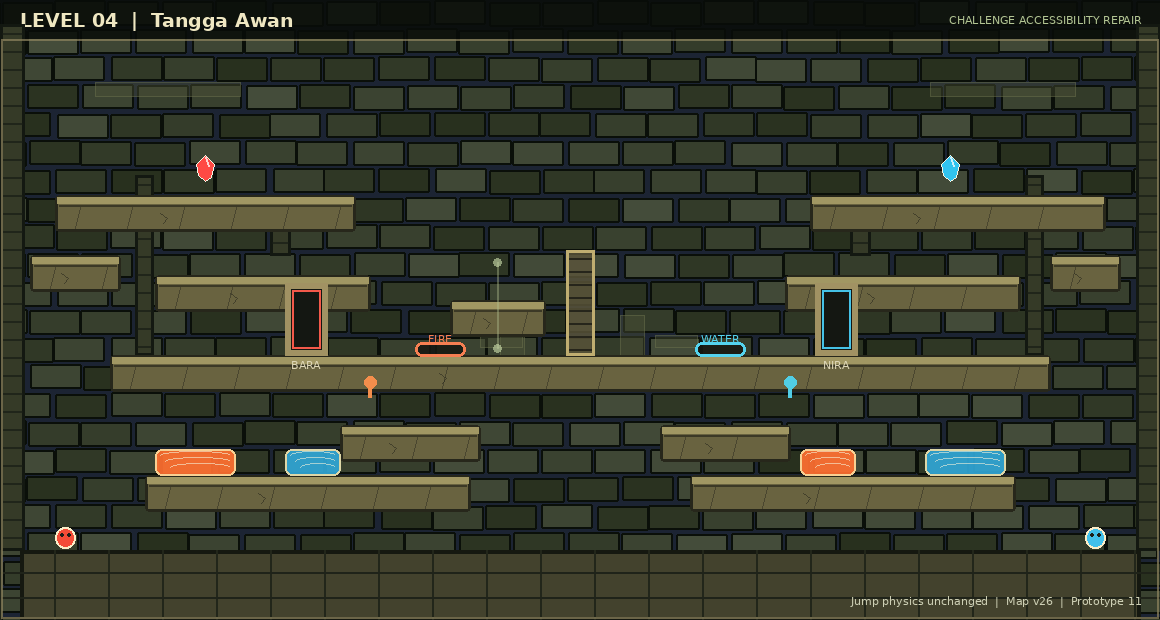 LEVEL 04 | Tangga Awan
CHALLENGE ACCESSIBILITY REPAIR
FIRE
WATER
BARA
NIRA
Jump physics unchanged | Map v26 | Prototype 11